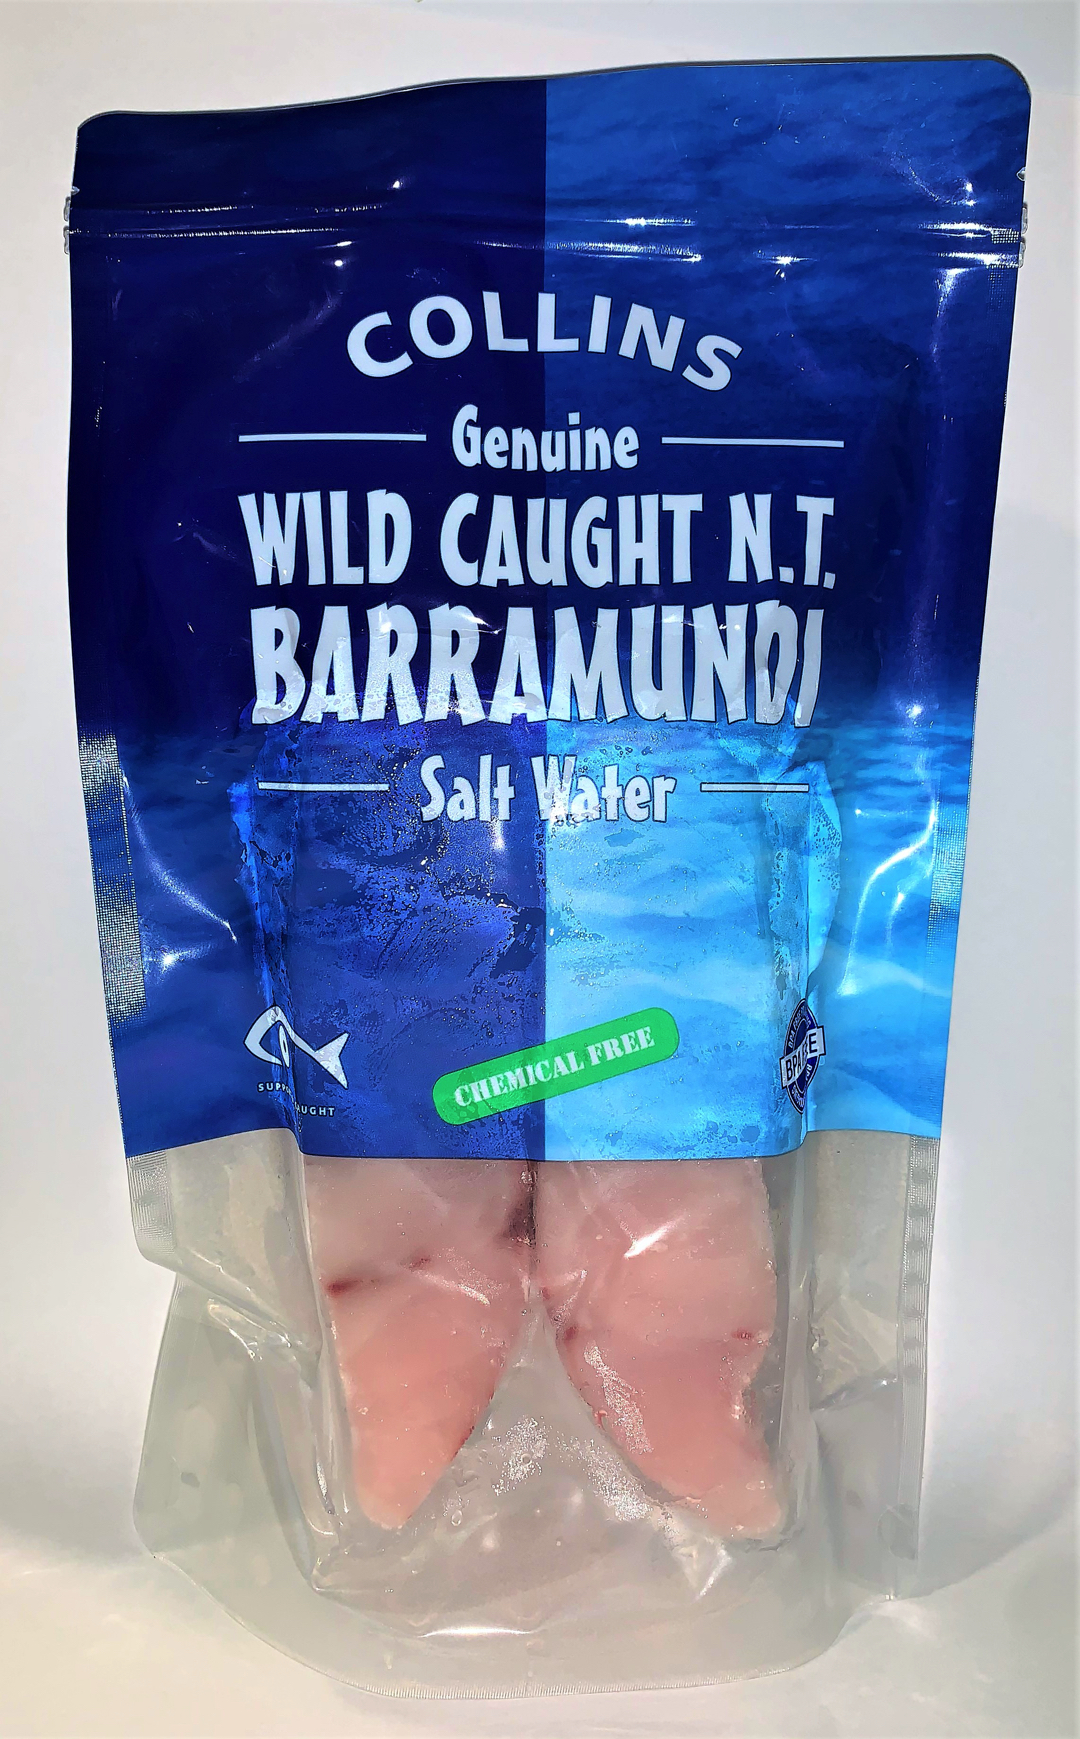 COLLINS
Genuine
WILD CAUGHT N.T.
BARRAMUNDI
Salt Water
CHEMICAL FREE